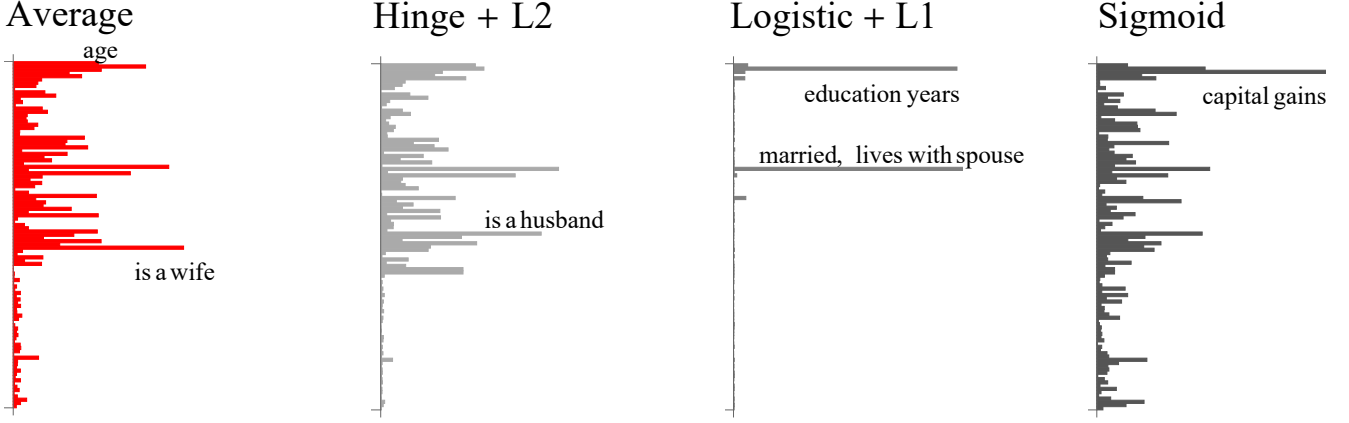 Average
Hinge + L2
Logistic + L1
Sigmoid
age
education years
capital gains
married, lives with spouse
is a husband
is a wife